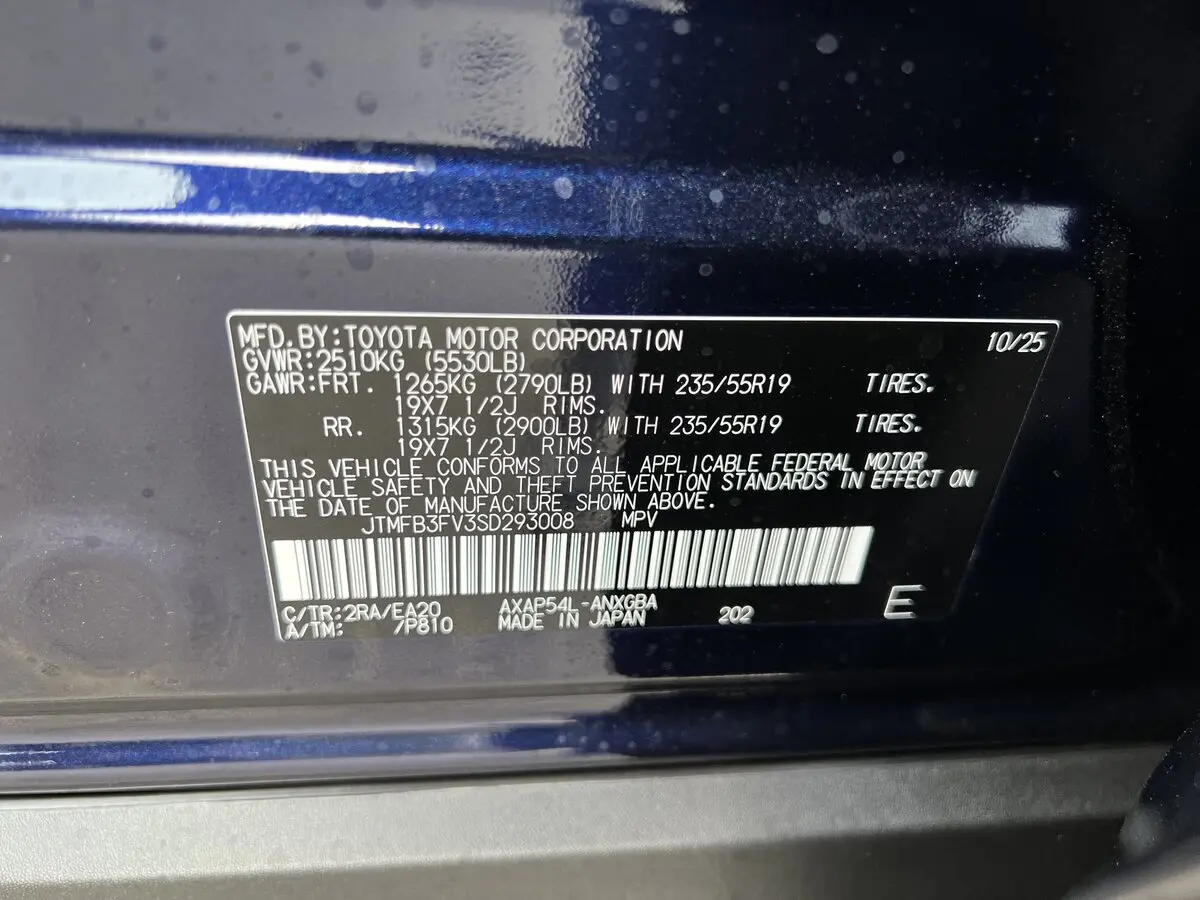 MFD.BY:TOYOTA MOTOR CORPORATION 10/25
GVWR:2510KG (5530LB)
GAWR:FRT. 1265KG (2790LB) WITH 235/55R19 TIRES.
19X7 1/2J RIMS.
RR. 1315KG (2900LB) WITH 235/55R19 TIRES.
19X7 1/2J RIMS.
THIS VEHICLE CONFORMS TO ALL APPLICABLE FEDERAL MOTOR
VEHICLE SAFETY AND THEFT PREVENTION STANDARDS IN EFFECT ON
THE DATE OF MANUFACTURE SHOWN ABOVE.
JTMFB3FV3SD293008 MPV
C/TR:2RA/EA20 AXAP54L-ANXGBA 202 E
A/TM: /P810 MADE IN JAPAN